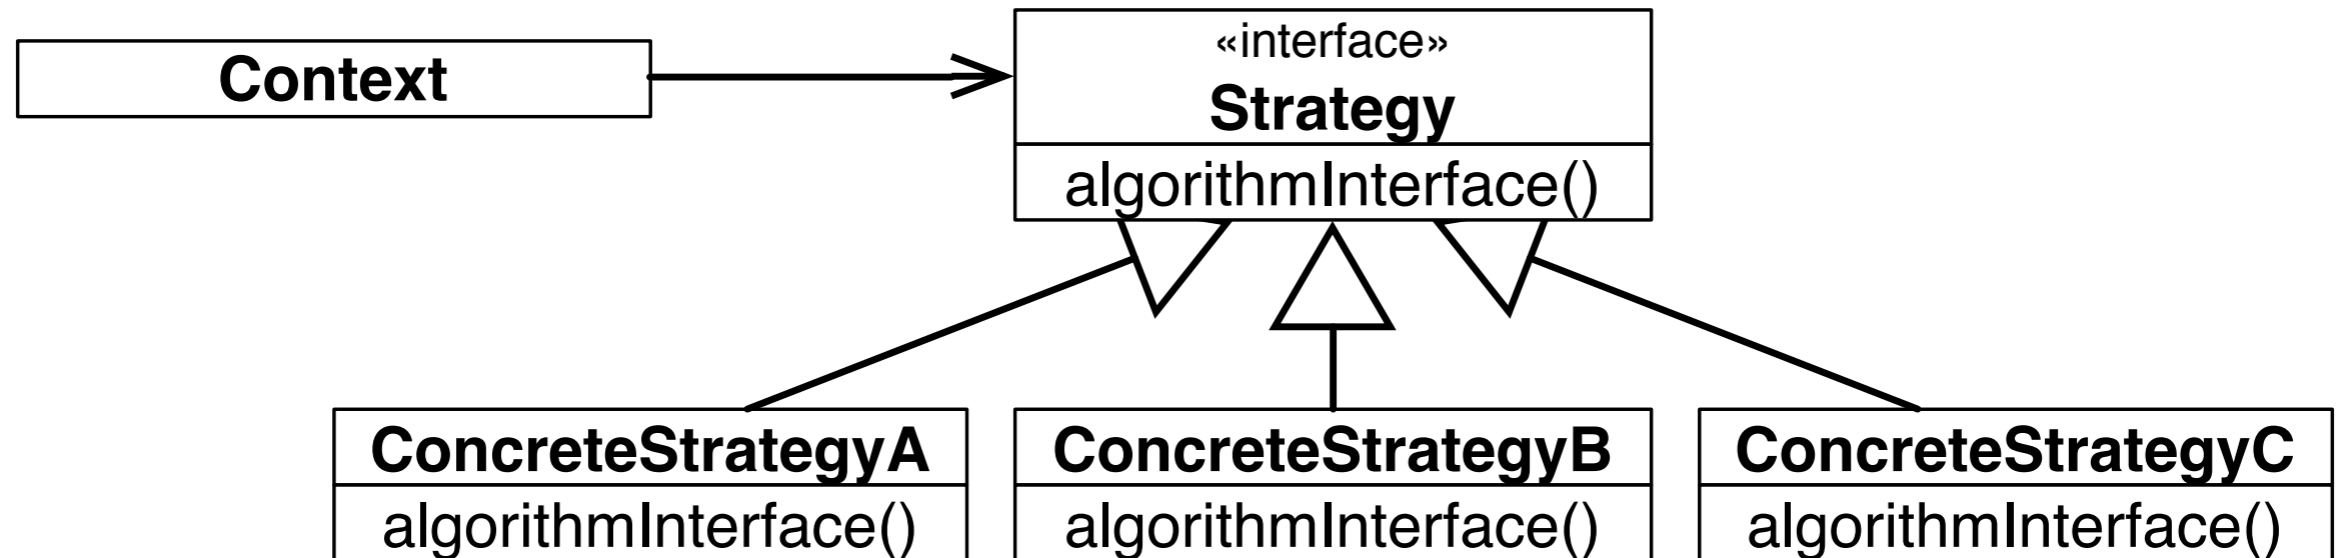 Context
«interface»
Strategy
algorithmInterface()
ConcreteStrategyA
ConcreteStrategyB
ConcreteStrategyC
algorithmInterface()
algorithmInterface()
algorithmInterface()